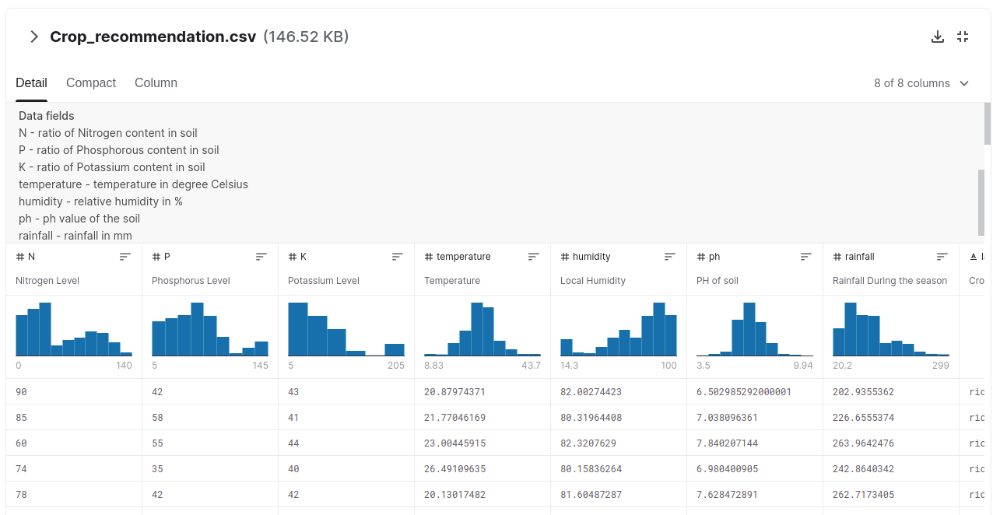 Crop_recommendation.csv (146.52 KB)
Detail Compact Column 8 of 8 columns
Data fields
N - ratio of Nitrogen content in soil
P - ratio of Phosphorous content in soil
K - ratio of Potassium content in soil
temperature - temperature in degree Celsius
humidity - relative humidity in %
ph - ph value of the soil
rainfall - rainfall in mm
# N # P # K # temperature # humidity # ph # rainfall A
Nitrogen Level Phosphorus Level Potassium Level Temperature Local Humidity PH of soil Rainfall During the season Cro
0 140 5 145 5 205 8.83 43.7 14.3 100 3.5 9.94 20.2 299
90 42 43 20.87974371 82.00274423 6.502985292000001 202.9355362 ric
85 58 41 21.77046169 80.31964408 7.038096361 226.6555374 ric
60 55 44 23.00445915 82.3207629 7.840207144 263.9642476 ric
74 35 40 26.49109635 80.15836264 6.980400905 242.8640342 ric
78 42 42 20.13017482 81.60487287 7.628472891 262.7173405 ric